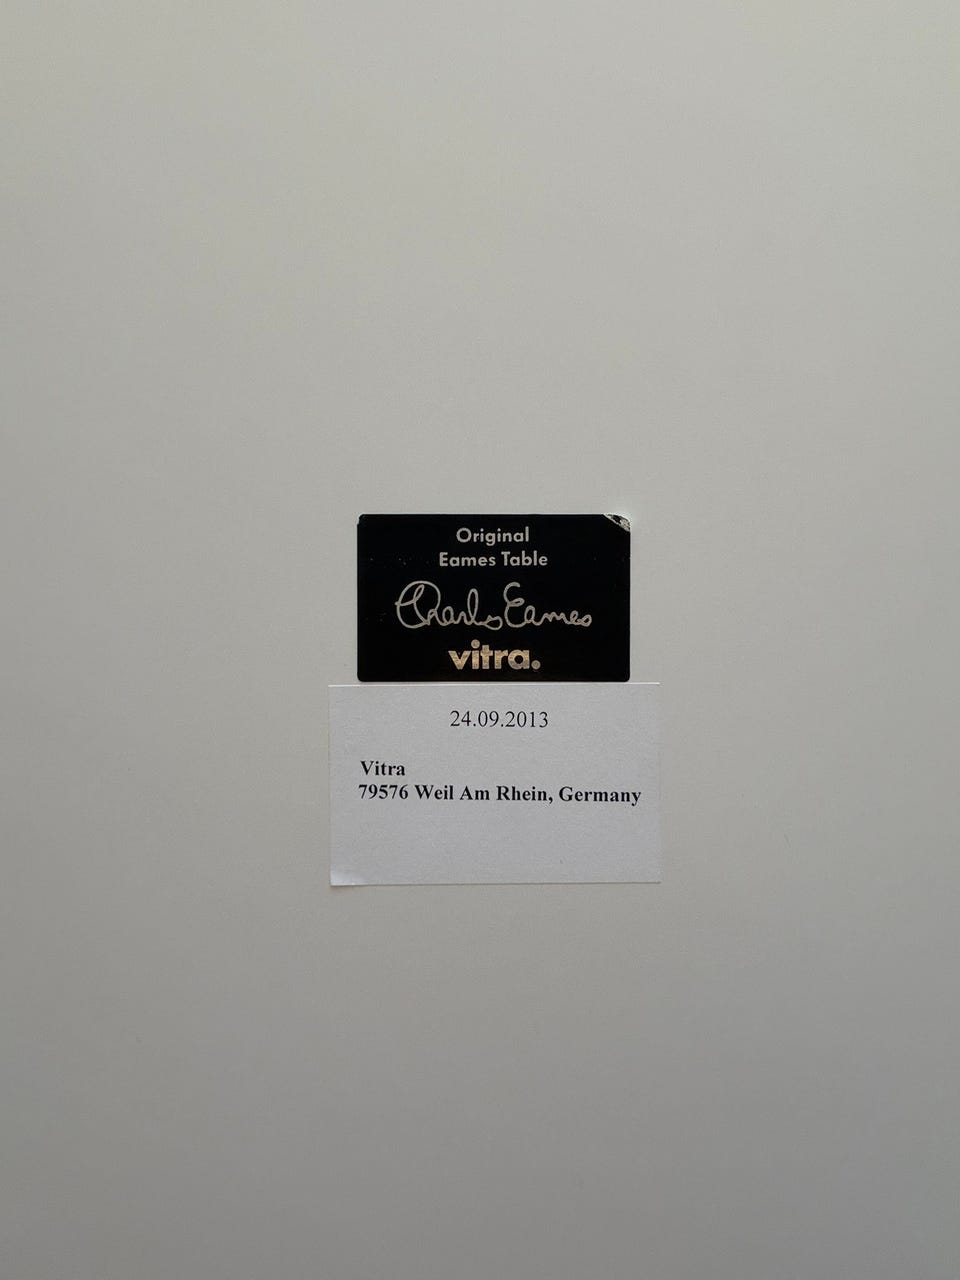 Original
Eames Table
Charles Eames
vitra.
24.09.2013
Vitra
79576 Weil Am Rhein, Germany